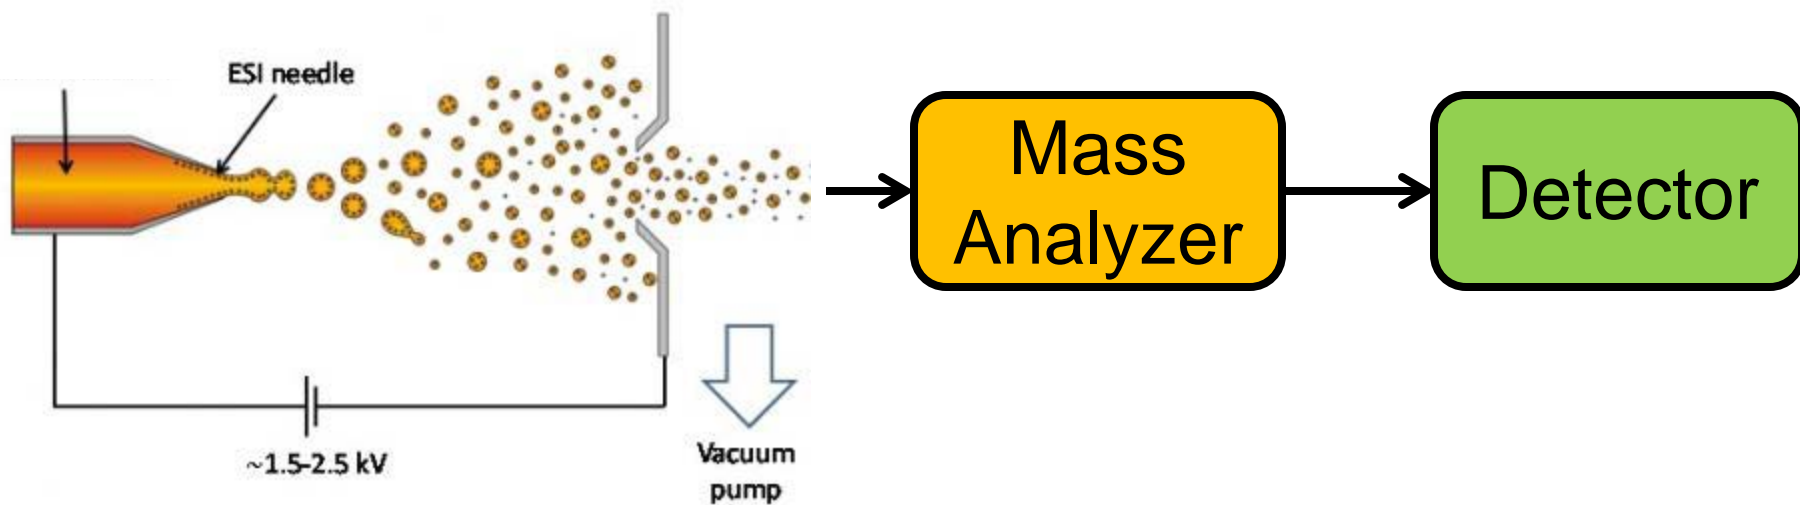 ESI needle
Mass
Analyzer
Detector
~1.5-2.5 kV
Vacuum
pump